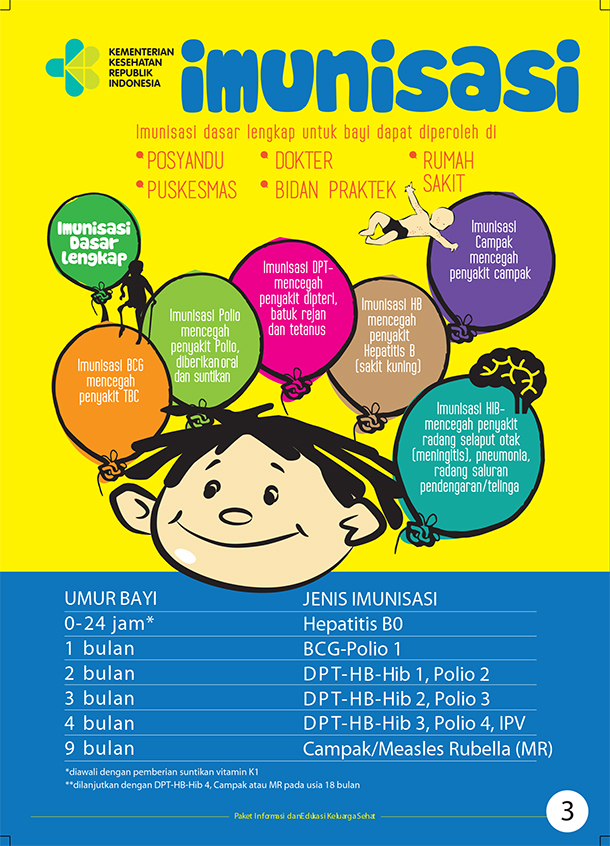 KEMENTERIAN
KESEHATAN
REPUBLIK
INDONESIA
imunisasi
Imunisasi dasar lengkap untuk bayi dapat diperoleh di
POSYANDU
DOKTER
RUMAH
SAKIT
PUSKESMAS
BIDAN PRAKTEK
Imunisasi
Dasar
Lengkap
Imunisasi BCG
mencegah
penyakit TBC
Imunisasi Polio
mencegah
penyakit Polio,
diberikan oral
dan suntikan
Imunisasi DPT-
mencegah
penyakit dipteri,
batuk rejan
dan tetanus
Imunisasi HB
mencegah
penyakit
Hepatitis B
(sakit kuning)
Imunisasi
Campak
mencegah
penyakit campak
Imunisasi HIB-
mencegah penyakit
radang selaput otak
(meningitis), pneumonia,
radang saluran
pendengaran/telinga
UMUR BAYI JENIS IMUNISASI
0-24 jam* Hepatitis B0
1 bulan BCG-Polio 1
2 bulan DPT-HB-Hib 1, Polio 2
3 bulan DPT-HB-Hib 2, Polio 3
4 bulan DPT-HB-Hib 3, Polio 4, IPV
9 bulan Campak/Measles Rubella (MR)
*diawali dengan pemberian suntikan vitamin K1
**dilanjutkan dengan DPT-HB-Hib 4, Campak atau MR pada usia 18 bulan
Paket Informasi dan Edukasi Keluarga Sehat
3